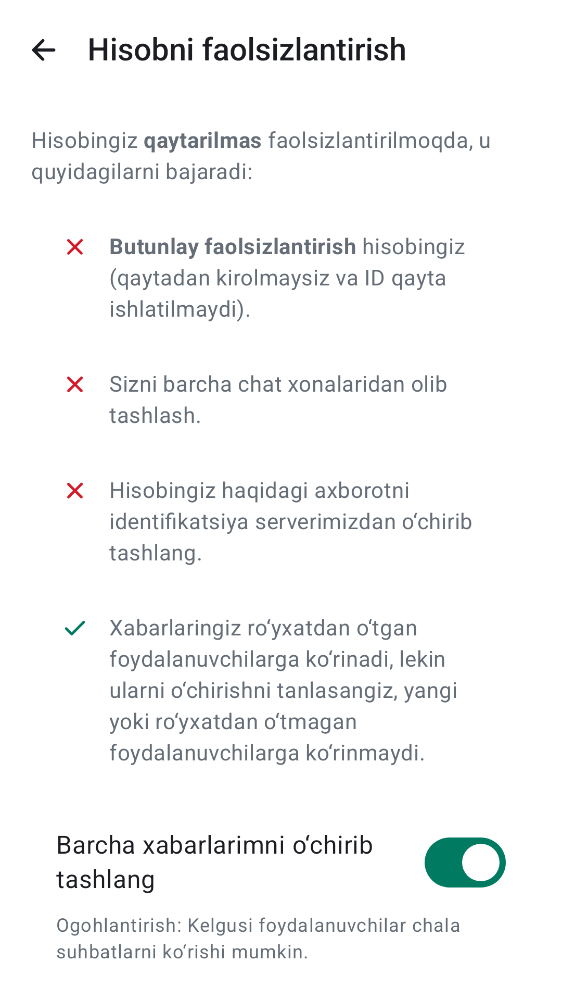 Hisobni faolsizlantirish
Hisobingiz qaytarilmas faolsizlantirilmoqda, u
quyidagilarni bajaradi:
Butunlay faolsizlantirish hisobingiz
(qaytadan kirolmaysiz va ID qayta
ishlatilmaydi).
Sizni barcha chat xonalaridan olib
tashlash.
Hisobingiz haqidagi axborotni
identifikatsiya serverimizdan oʻchirib
tashlang.
Xabarlaringiz roʻyxatdan oʻtgan
foydalanuvchilarga koʻrinadi, lekin
ularni oʻchirishni tanlasangiz, yangi
yoki roʻyxatdan oʻtmagan
foydalanuvchilarga koʻrinmaydi.
Barcha xabarlarimni oʻchirib
tashlang
Ogohlantirish: Kelgusi foydalanuvchilar chala
suhbatlarni koʻrishi mumkin.